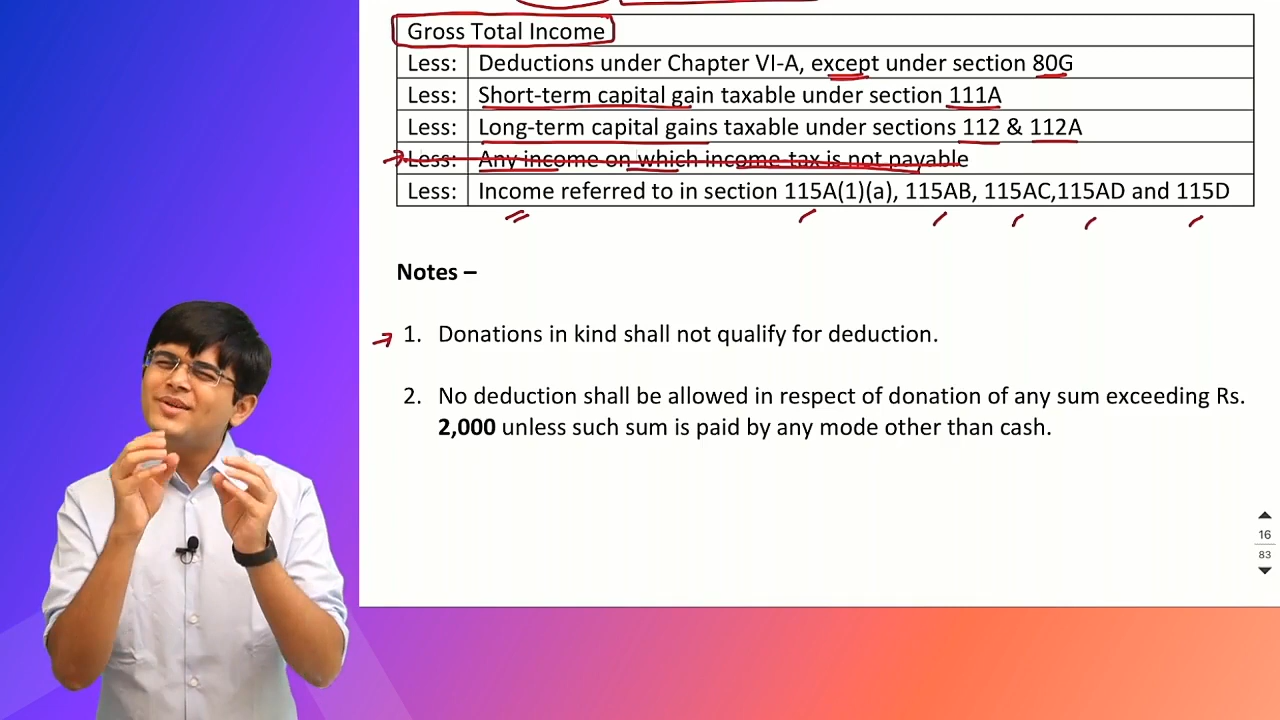 Gross Total Income
Less: Deductions under Chapter VI-A, except under section 80G
Less: Short-term capital gain taxable under section 111A
Less: Long-term capital gains taxable under sections 112 & 112A
Less: Any income on which income-tax is not payable
Less: Income referred to in section 115A(1)(a), 115AB, 115AC,115AD and 115D
Notes –
1. Donations in kind shall not qualify for deduction.
2. No deduction shall be allowed in respect of donation of any sum exceeding Rs.
2,000 unless such sum is paid by any mode other than cash.
16
83